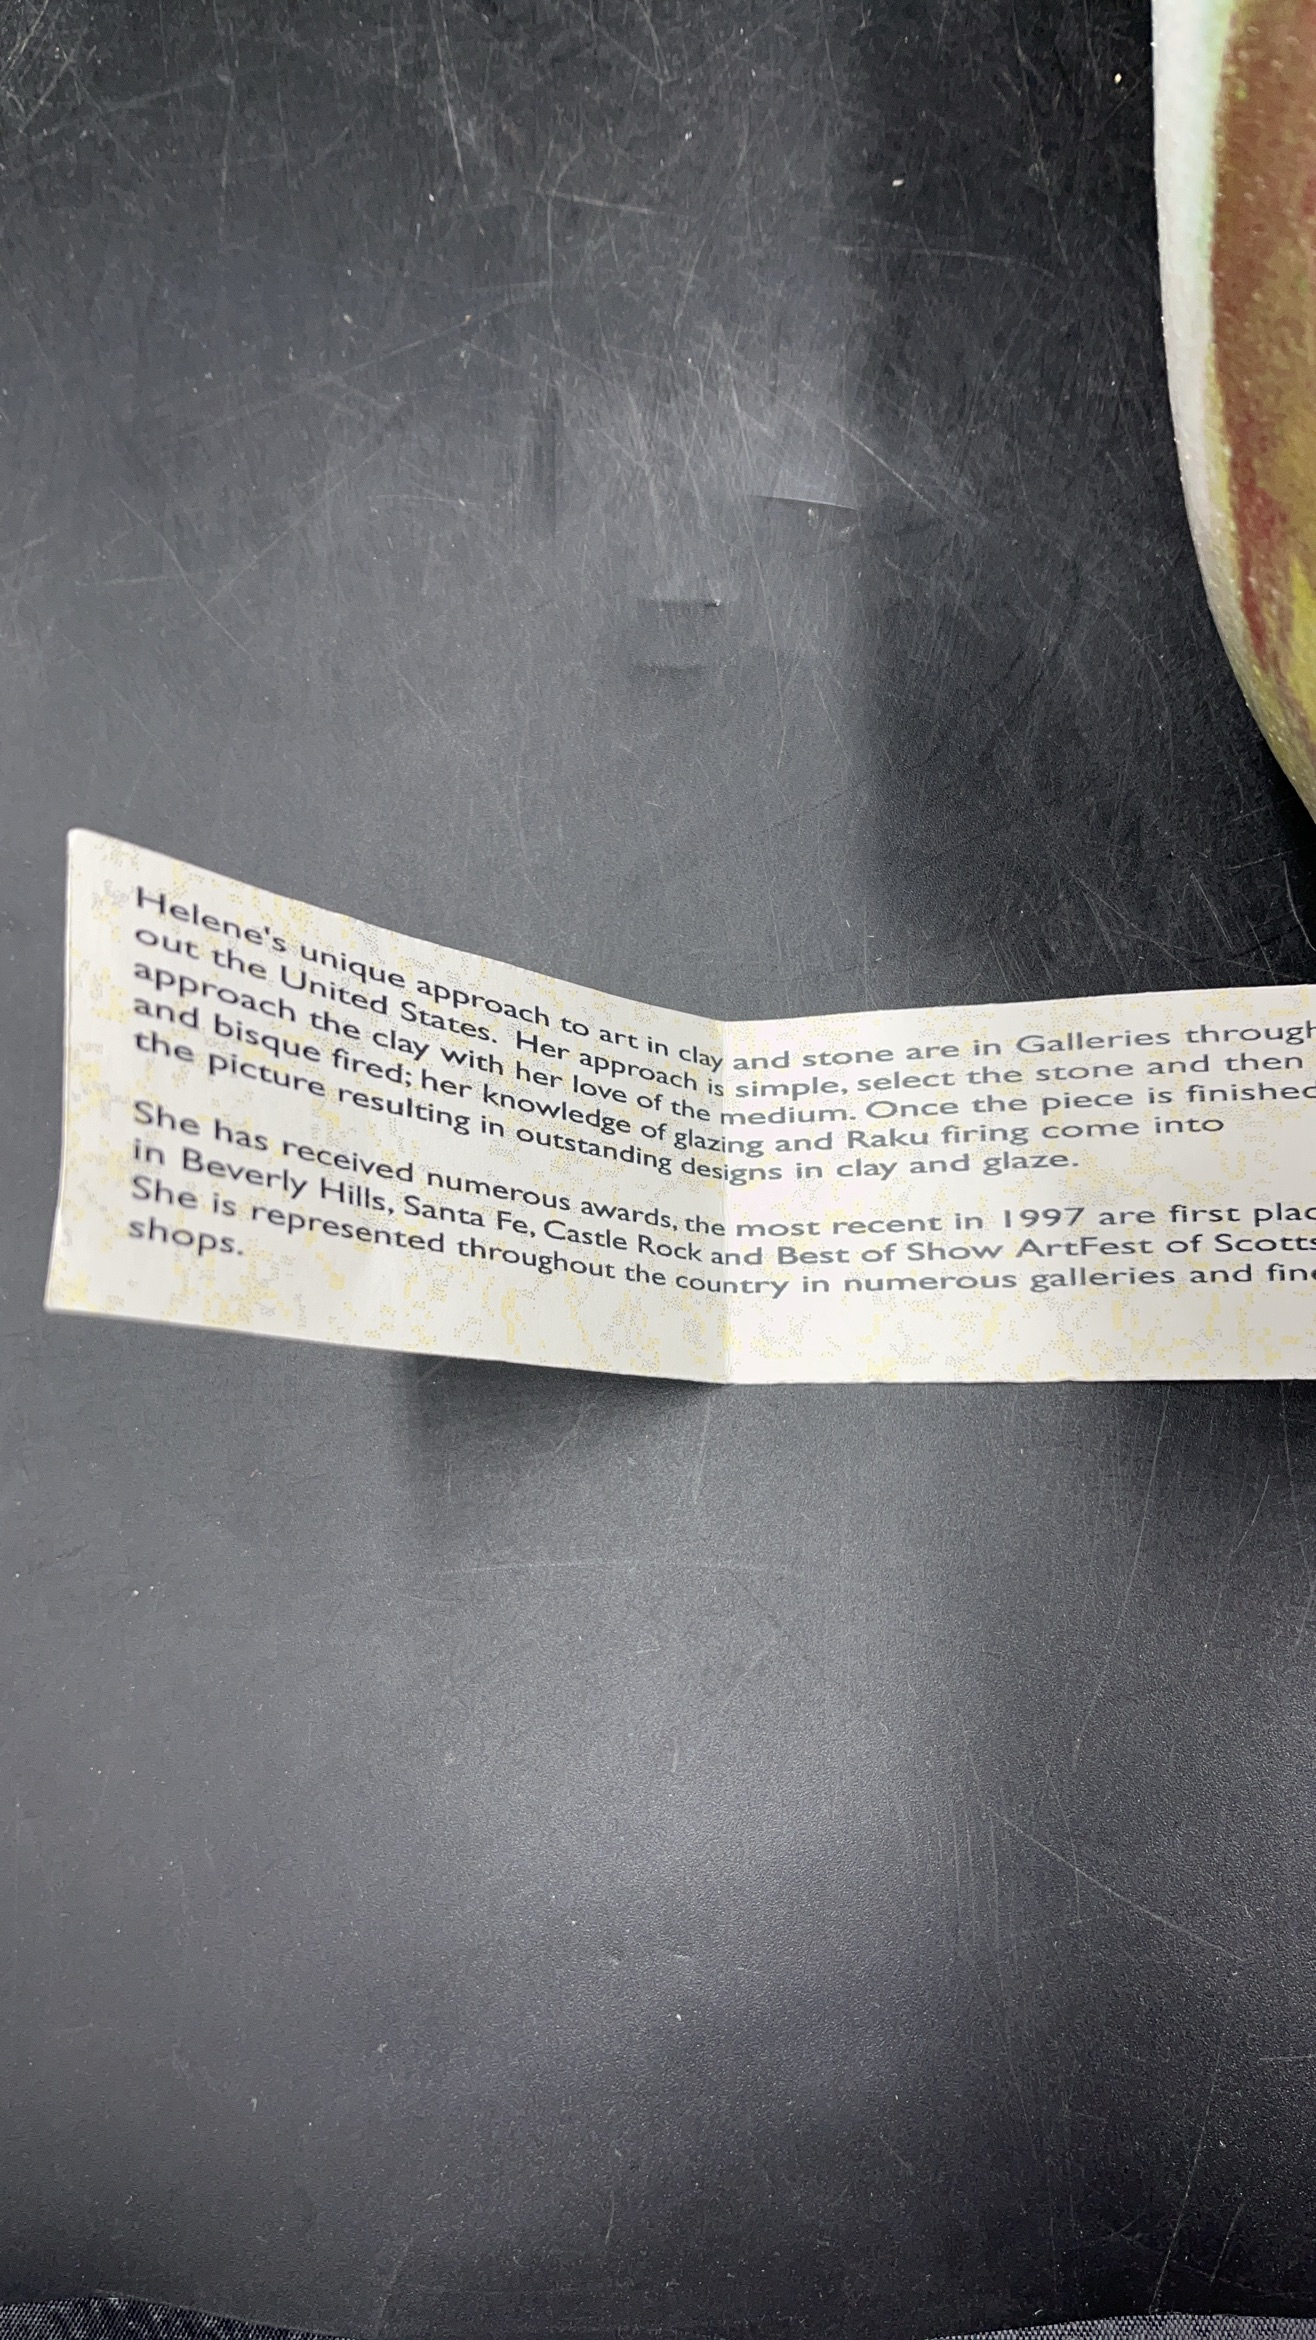 Helene's unique approach to art in clay and stone are in Galleries through
out the United States. Her approach is simple, select the stone and then
approach the clay with her love of the medium. Once the piece is finished
and bisque fired; her knowledge of glazing and Raku firing come into
the picture resulting in outstanding designs in clay and glaze.
She has received numerous awards, the most recent in 1997 are first plac
in Beverly Hills, Santa Fe, Castle Rock and Best of Show ArtFest of Scotts
She is represented throughout the country in numerous galleries and fine
shops.